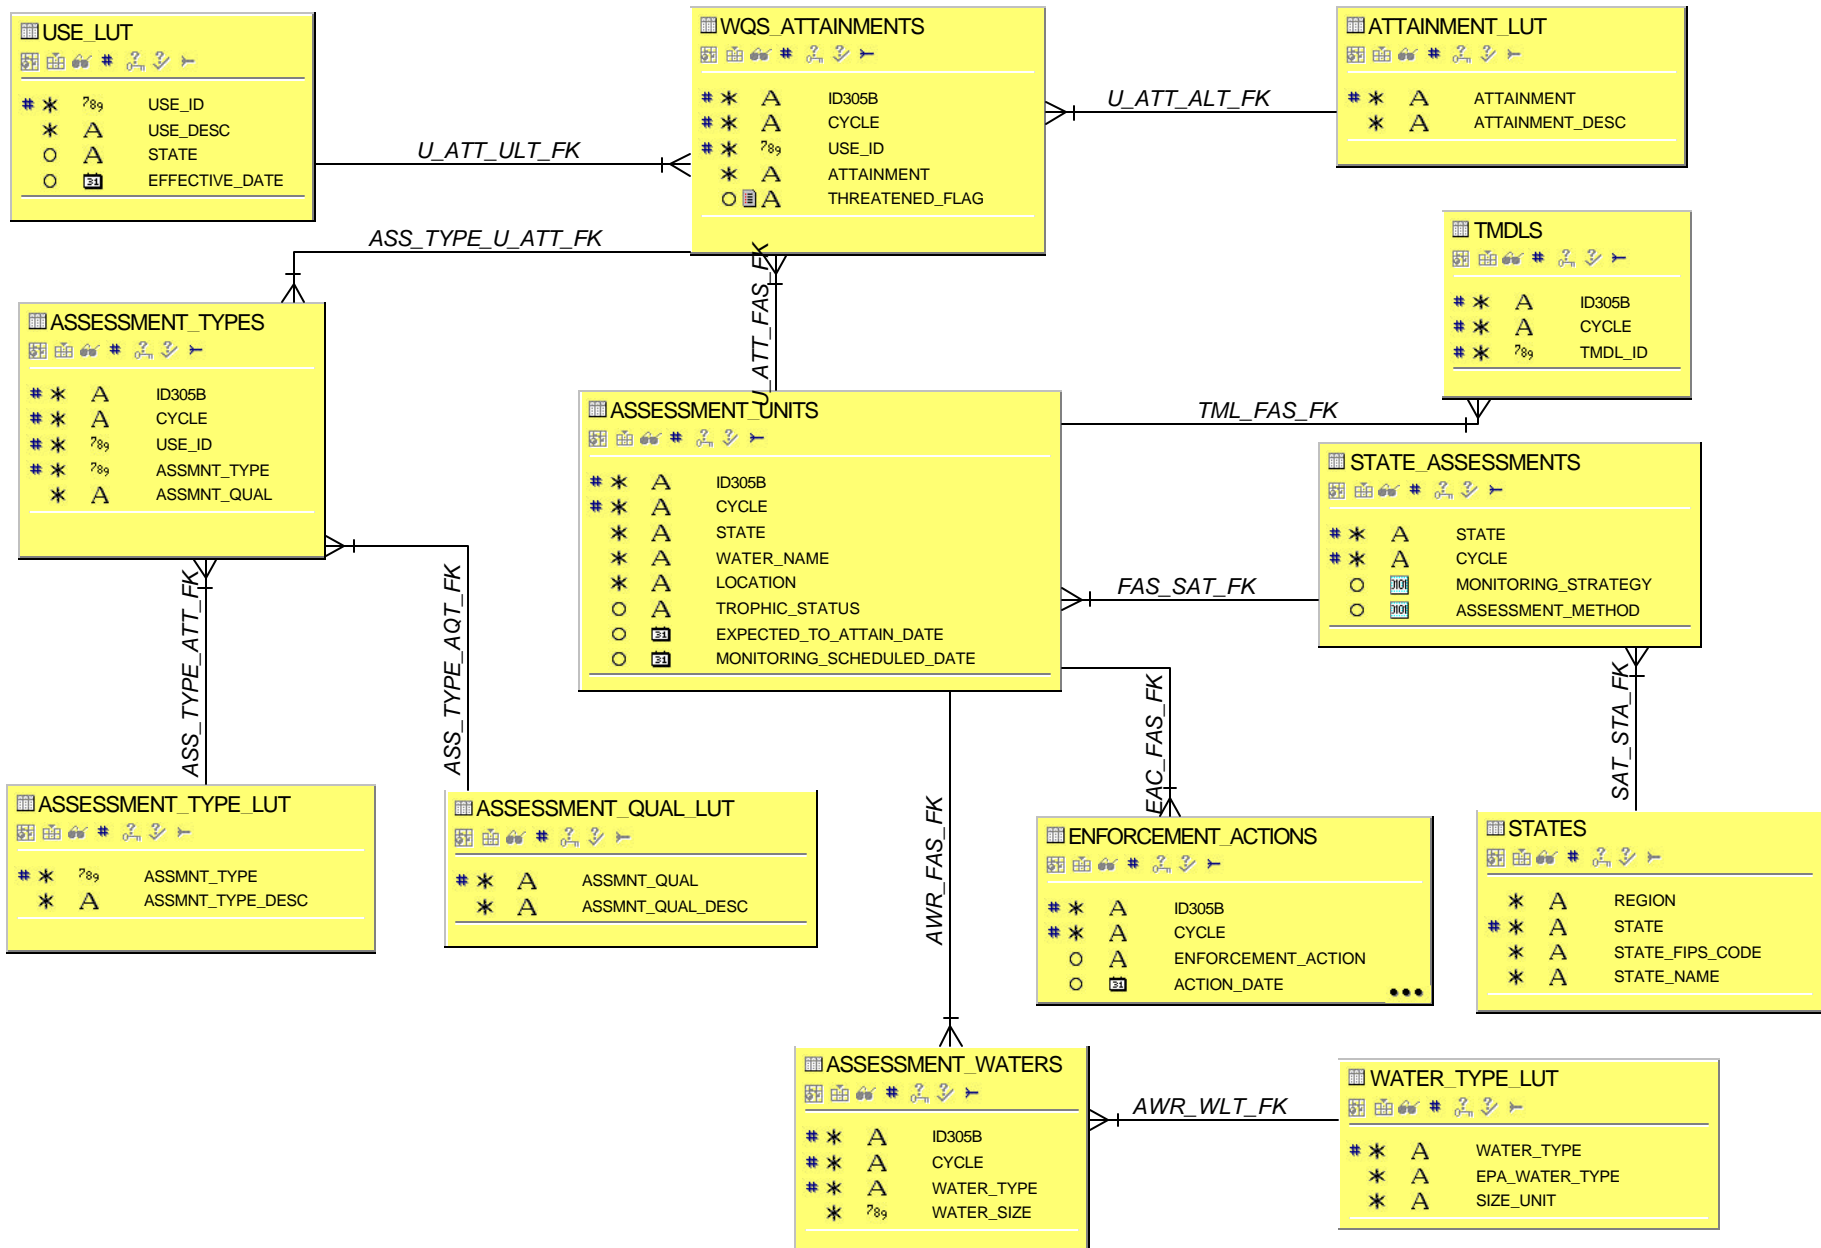 USE_LUT
USE_ID
USE_DESC
STATE
EFFECTIVE_DATE
U_ATT_ULT_FK
WQS_ATTAINMENTS
ID305B
CYCLE
USE_ID
ATTAINMENT
THREATENED_FLAG
U_ATT_ALT_FK
ATTAINMENT_LUT
ATTAINMENT
ATTAINMENT_DESC
ASS_TYPE_U_ATT_FK
U_ATT_FAS_FK
TMDLS
ID305B
CYCLE
TMDL_ID
ASSESSMENT_TYPES
ID305B
CYCLE
USE_ID
ASSMNT_TYPE
ASSMNT_QUAL
ASSESSMENT_UNITS
ID305B
CYCLE
STATE
WATER_NAME
LOCATION
TROPHIC_STATUS
EXPECTED_TO_ATTAIN_DATE
MONITORING_SCHEDULED_DATE
TML_FAS_FK
STATE_ASSESSMENTS
STATE
CYCLE
MONITORING_STRATEGY
ASSESSMENT_METHOD
FAS_SAT_FK
ASS_TYPE_ATT_FK
ASS_TYPE_AQT_FK
EAC_FAS_FK
SAT_STA_FK
AWR_FAS_FK
ASSESSMENT_TYPE_LUT
ASSMNT_TYPE
ASSMNT_TYPE_DESC
ASSESSMENT_QUAL_LUT
ASSMNT_QUAL
ASSMNT_QUAL_DESC
ENFORCEMENT_ACTIONS
ID305B
CYCLE
ENFORCEMENT_ACTION
ACTION_DATE
STATES
REGION
STATE
STATE_FIPS_CODE
STATE_NAME
ASSESSMENT_WATERS
ID305B
CYCLE
WATER_TYPE
WATER_SIZE
AWR_WLT_FK
WATER_TYPE_LUT
WATER_TYPE
EPA_WATER_TYPE
SIZE_UNIT